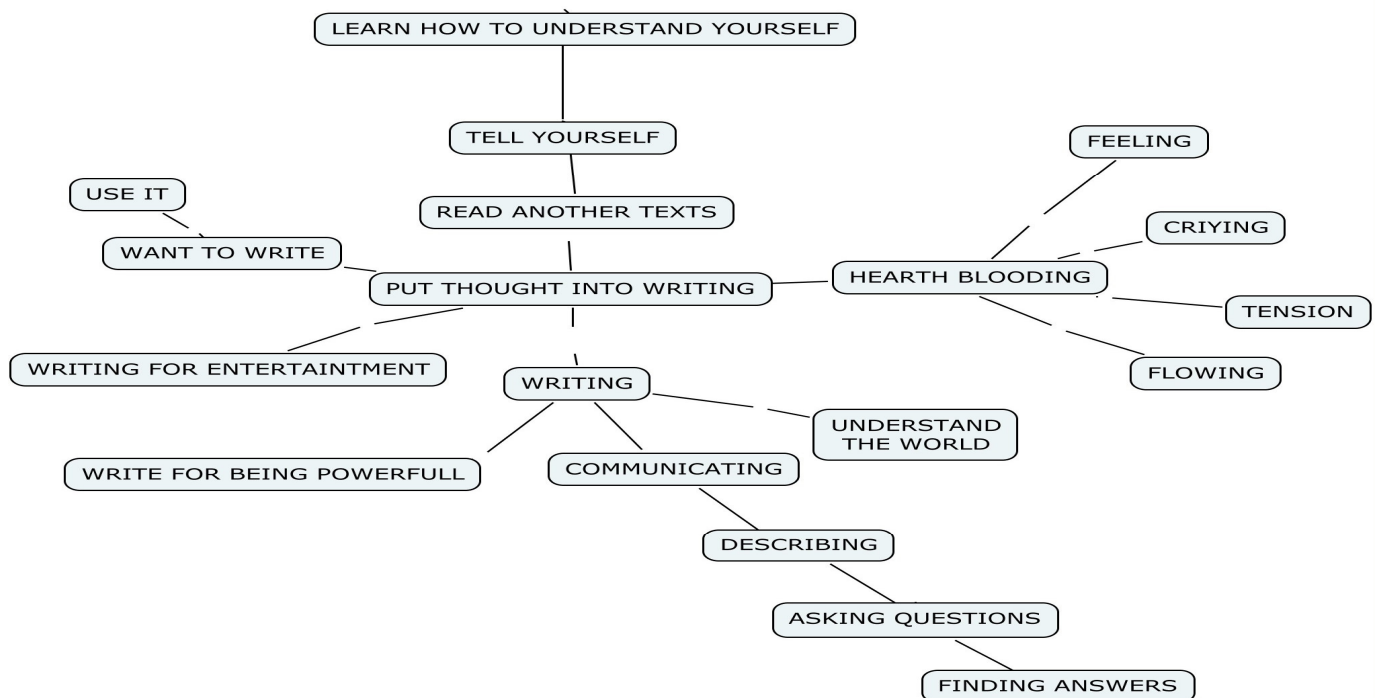 LEARN HOW TO UNDERSTAND YOURSELF
TELL YOURSELF
FEELING
USE IT
READ ANOTHER TEXTS
CRIYING
WANT TO WRITE
HEARTH BLOODING
PUT THOUGHT INTO WRITING
TENSION
WRITING FOR ENTERTAINTMENT
FLOWING
WRITING
UNDERSTAND
THE WORLD
WRITE FOR BEING POWERFULL
COMMUNICATING
DESCRIBING
ASKING QUESTIONS
FINDING ANSWERS